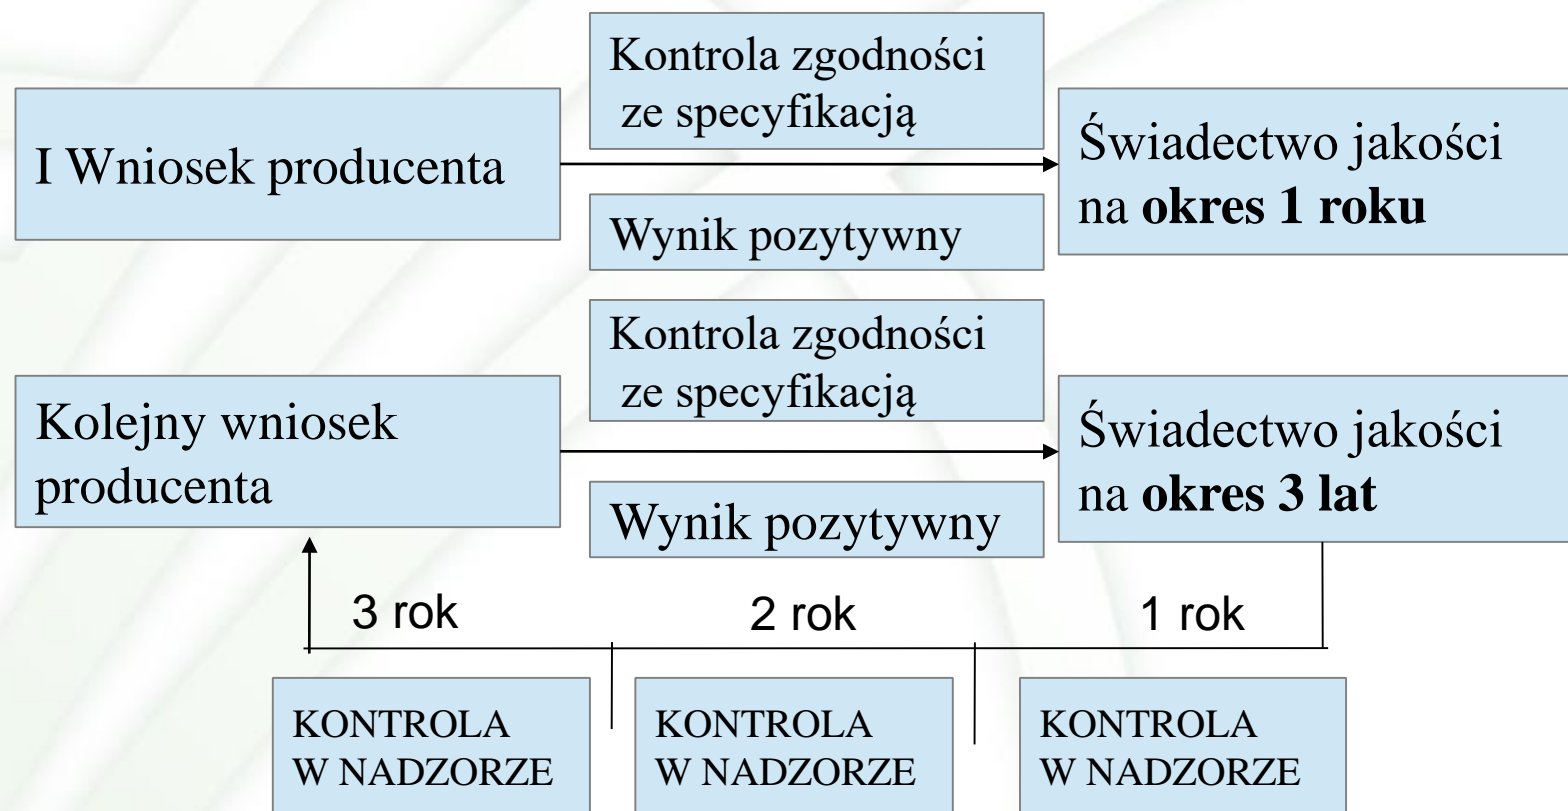 Kontrola zgodności
ze specyfikacją
I Wniosek producenta
Świadectwo jakości
na okres 1 roku
Wynik pozytywny
Kontrola zgodności
ze specyfikacją
Kolejny wniosek
producenta
Świadectwo jakości
na okres 3 lat
Wynik pozytywny
3 rok
2 rok
1 rok
KONTROLA
W NADZORZE
KONTROLA
W NADZORZE
KONTROLA
W NADZORZE